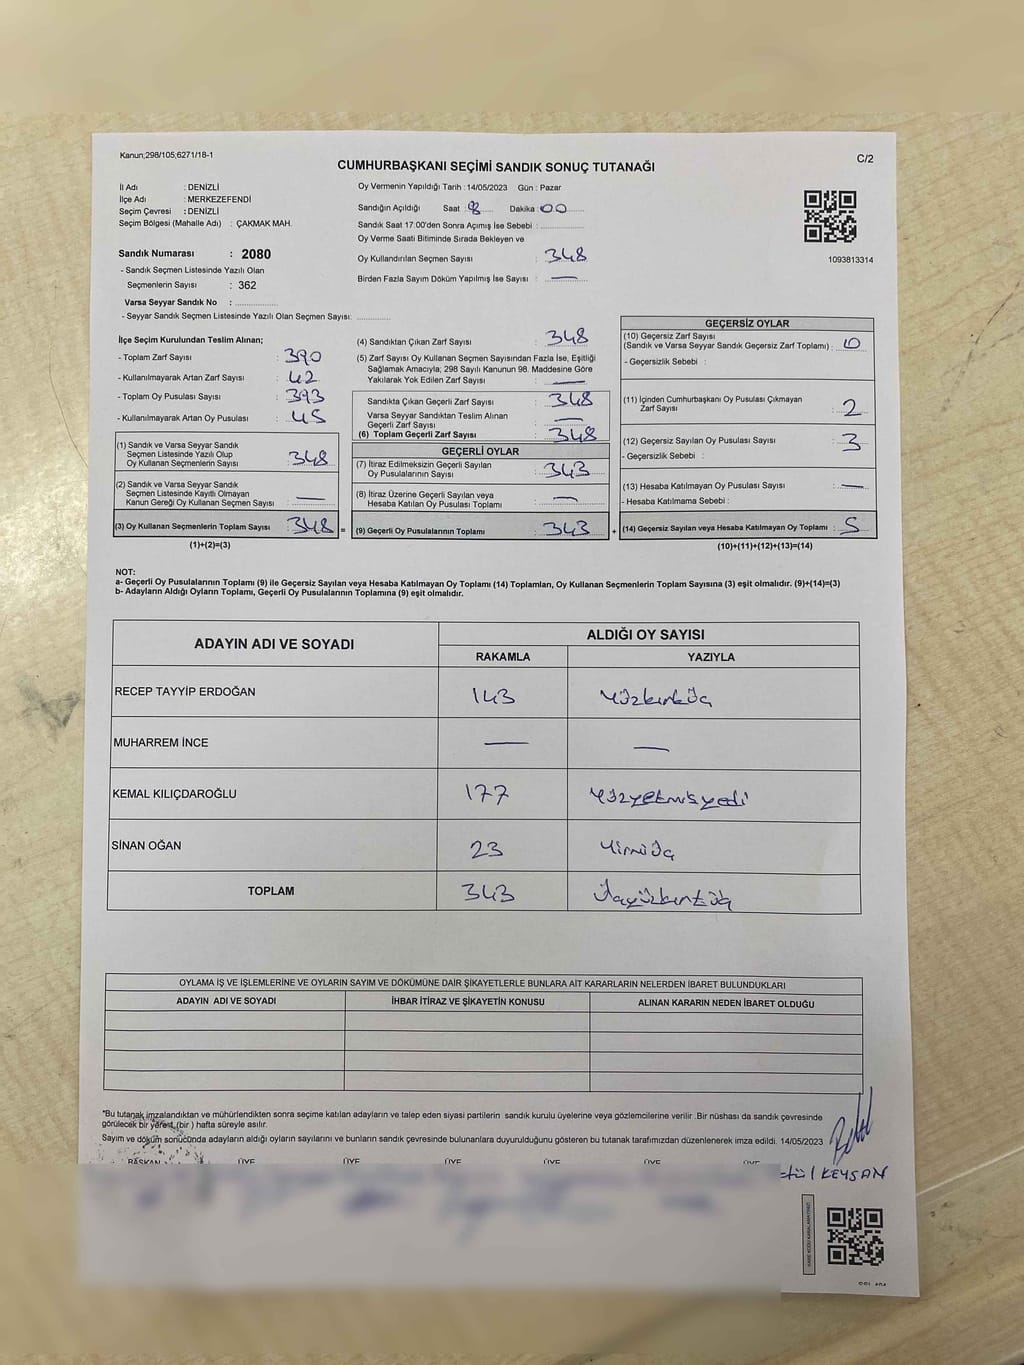 Kanun;298/105;6271/18-1
C/2
CUMHURBAŞKANI SEÇİMİ SANDIK SONUÇ TUTANAĞI
İl Adı : DENİZLİ
İlçe Adı : MERKEZEFENDİ
Seçim Çevresi : DENİZLİ
Seçim Bölgesi (Mahalle Adı) : ÇAKMAK MAH.
Sandık Numarası : 2080
- Sandık Seçmen Listesinde Yazılı Olan
Seçmenlerin Sayısı : 362
Varsa Seyyar Sandık No :
- Seyyar Sandık Seçmen Listesinde Yazılı Olan Seçmen Sayısı:
Oy Vermenin Yapıldığı Tarih : 14/05/2023 Gün : Pazar
Sandığın Açıldığı Saat : 8 Dakika : 00
Sandık Saat 17:00'den Sonra Açımış İse Sebebi :
Oy Verme Saati Bitiminde Sırada Bekleyen ve
Oy Kullandırılan Seçmen Sayısı : 348
Birden Fazla Sayım Döküm Yapılmış İse Sayısı : —
1093813314
İlçe Seçim Kurulundan Teslim Alınan;
- Toplam Zarf Sayısı : 390
- Kullanılmayarak Artan Zarf Sayısı : 42
- Toplam Oy Pusulası Sayısı : 393
- Kullanılmayarak Artan Oy Pusulası : 45
(1) Sandık ve Varsa Seyyar Sandık
Seçmen Listesinde Yazılı Olup
Oy Kullanan Seçmenlerin Sayısı : 348
(2) Sandık ve Varsa Seyyar Sandık
Seçmen Listesinde Kayıtlı Olmayan
Kanun Gereği Oy Kullanan Seçmen Sayısı : —
(3) Oy Kullanan Seçmenlerin Toplam Sayısı : 348 =
(1)+(2)=(3)
(4) Sandıktan Çıkan Zarf Sayısı : 348
(5) Zarf Sayısı Oy Kullanan Seçmen Sayısından Fazla İse, Eşitliği
Sağlamak Amacıyla; 298 Sayılı Kanunun 98. Maddesine Göre
Yakılarak Yok Edilen Zarf Sayısı : —
Sandıkta Çıkan Geçerli Zarf Sayısı : 348
Varsa Seyyar Sandıktan Teslim Alınan
Geçerli Zarf Sayısı : —
(6) Toplam Geçerli Zarf Sayısı : 348
GEÇERLİ OYLAR
(7) İtiraz Edilmeksizin Geçerli Sayılan
Oy Pusulalarının Sayısı : 343
(8) İtiraz Üzerine Geçerli Sayılan veya
Hesaba Katılan Oy Pusulası Toplamı : —
(9) Geçerli Oy Pusulalarının Toplamı : 343 +
GEÇERSİZ OYLAR
(10) Geçersiz Zarf Sayısı
(Sandık ve Varsa Seyyar Sandık Geçersiz Zarf Toplamı) : 0
- Geçersizlik Sebebi :
(11) İçinden Cumhurbaşkanı Oy Pusulası Çıkmayan
Zarf Sayısı : 2
(12) Geçersiz Sayılan Oy Pusulası Sayısı : 3
- Geçersizlik Sebebi :
(13) Hesaba Katılmayan Oy Pusulası Sayısı : —
- Hesaba Katılmama Sebebi :
(14) Geçersiz Sayılan veya Hesaba Katılmayan Oy Toplamı : 5
(10)+(11)+(12)+(13)=(14)
NOT:
a- Geçerli Oy Pusulalarının Toplamı (9) ile Geçersiz Sayılan veya Hesaba Katılmayan Oy Toplamı (14) Toplamları, Oy Kullanan Seçmenlerin Toplam Sayısına (3) eşit olmalıdır. (9)+(14)=(3)
b- Adayların Aldığı Oyların Toplamı, Geçerli Oy Pusulalarının Toplamına (9) eşit olmalıdır.
ADAYIN ADI VE SOYADI
ALDIĞI OY SAYISI
RAKAMLA YAZIYLA
RECEP TAYYİP ERDOĞAN 143 Yüzkırküç
MUHARREM İNCE — —
KEMAL KILIÇDAROĞLU 177 Yüzyetmişyedi
SİNAN OĞAN 23 Yirmiüç
TOPLAM 343 Üçyüzkırküç
OYLAMA İŞ VE İŞLEMLERİNE VE OYLARIN SAYIM VE DÖKÜMÜNE DAİR ŞİKAYETLERLE BUNLARA AİT KARARLARIN NELERDEN İBARET BULUNDUKLARI
ADAYIN ADI VE SOYADI İHBAR İTİRAZ VE ŞİKAYETİN KONUSU ALINAN KARARIN NEDEN İBARET OLDUĞU
*Bu tutanak imzalandıktan ve mühürlendikten sonra seçime katılan adayların ve talep eden siyasi partilerin sandık kurulu üyelerine veya gözlemcilerine verilir .Bir nüshası da sandık çevresinde
görülecek bir yerest (bir ) hafta süreyle asılır.
Sayım ve döküm sonucunda adayların aldığı oyların sayılarını ve bunların sandık çevresinde bulunanlara duyurulduğunu gösteren bu tutanak tarafımızdan düzenlenerek imza edildi. 14/05/2023
BAŞKAN ÜYE ÜYE ÜYE ÜYE ÜYE ÜYE
KEYSAN